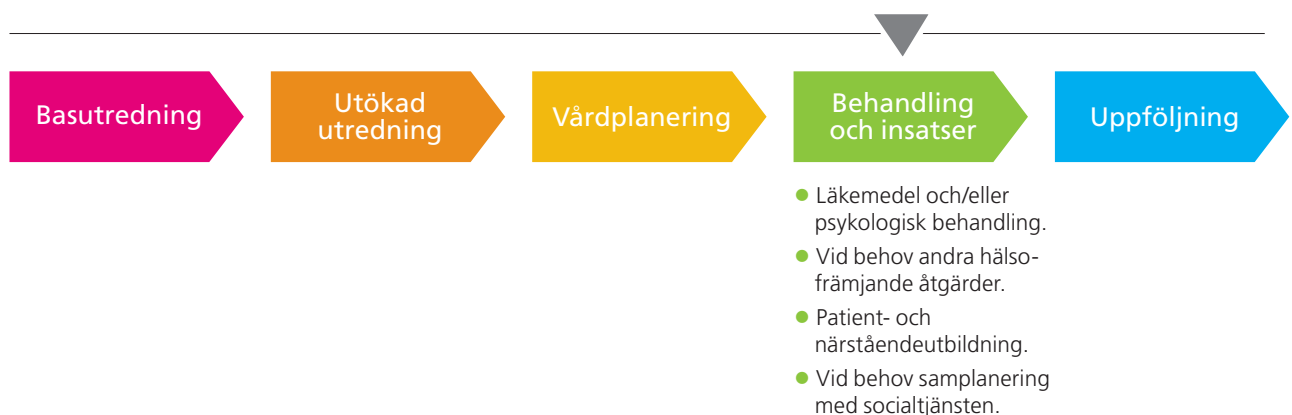 Basutredning
Utökad
utredning
Vårdplanering
Behandling
och insatser
Uppföljning
• Läkemedel och/eller
psykologisk behandling.
• Vid behov andra hälso-
främjande åtgärder.
• Patient- och
närståendeutbildning.
• Vid behov samplanering
med socialtjänsten.